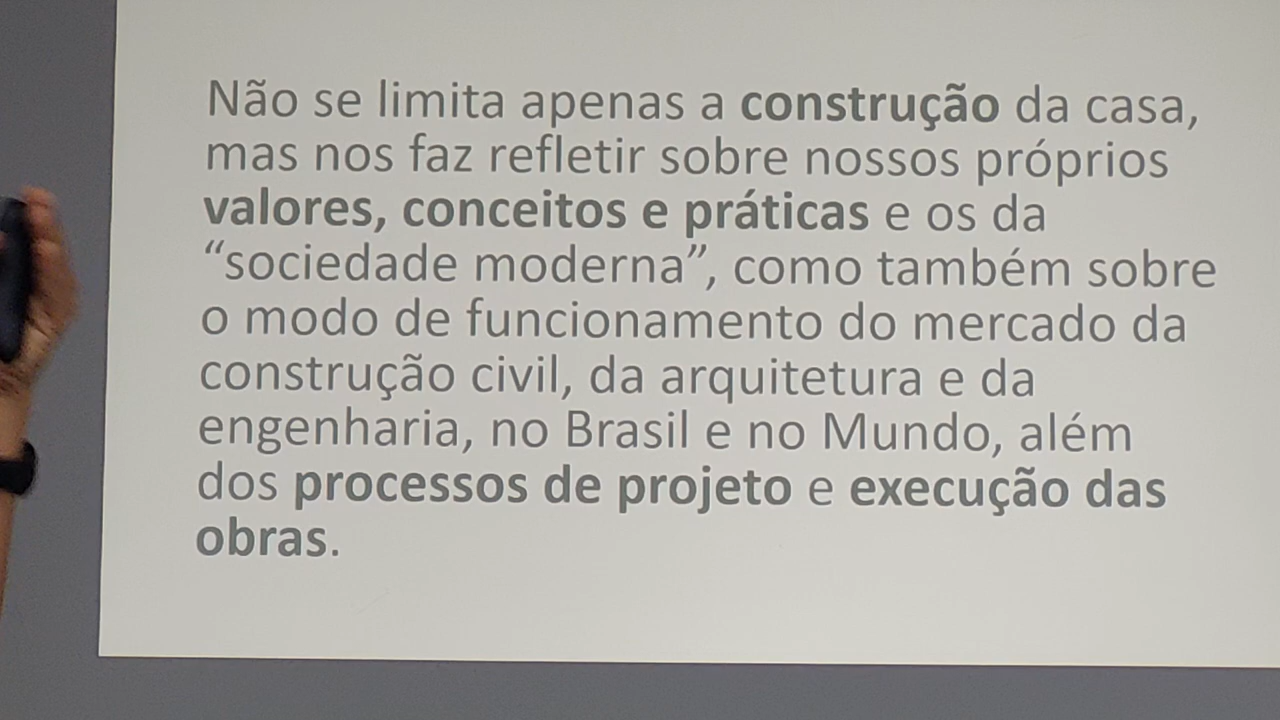 Não se limita apenas a construção da casa,
mas nos faz refletir sobre nossos próprios
valores, conceitos e práticas e os da
“sociedade moderna”, como também sobre
o modo de funcionamento do mercado da
construção civil, da arquitetura e da
engenharia, no Brasil e no Mundo, além
dos processos de projeto e execução das
obras.